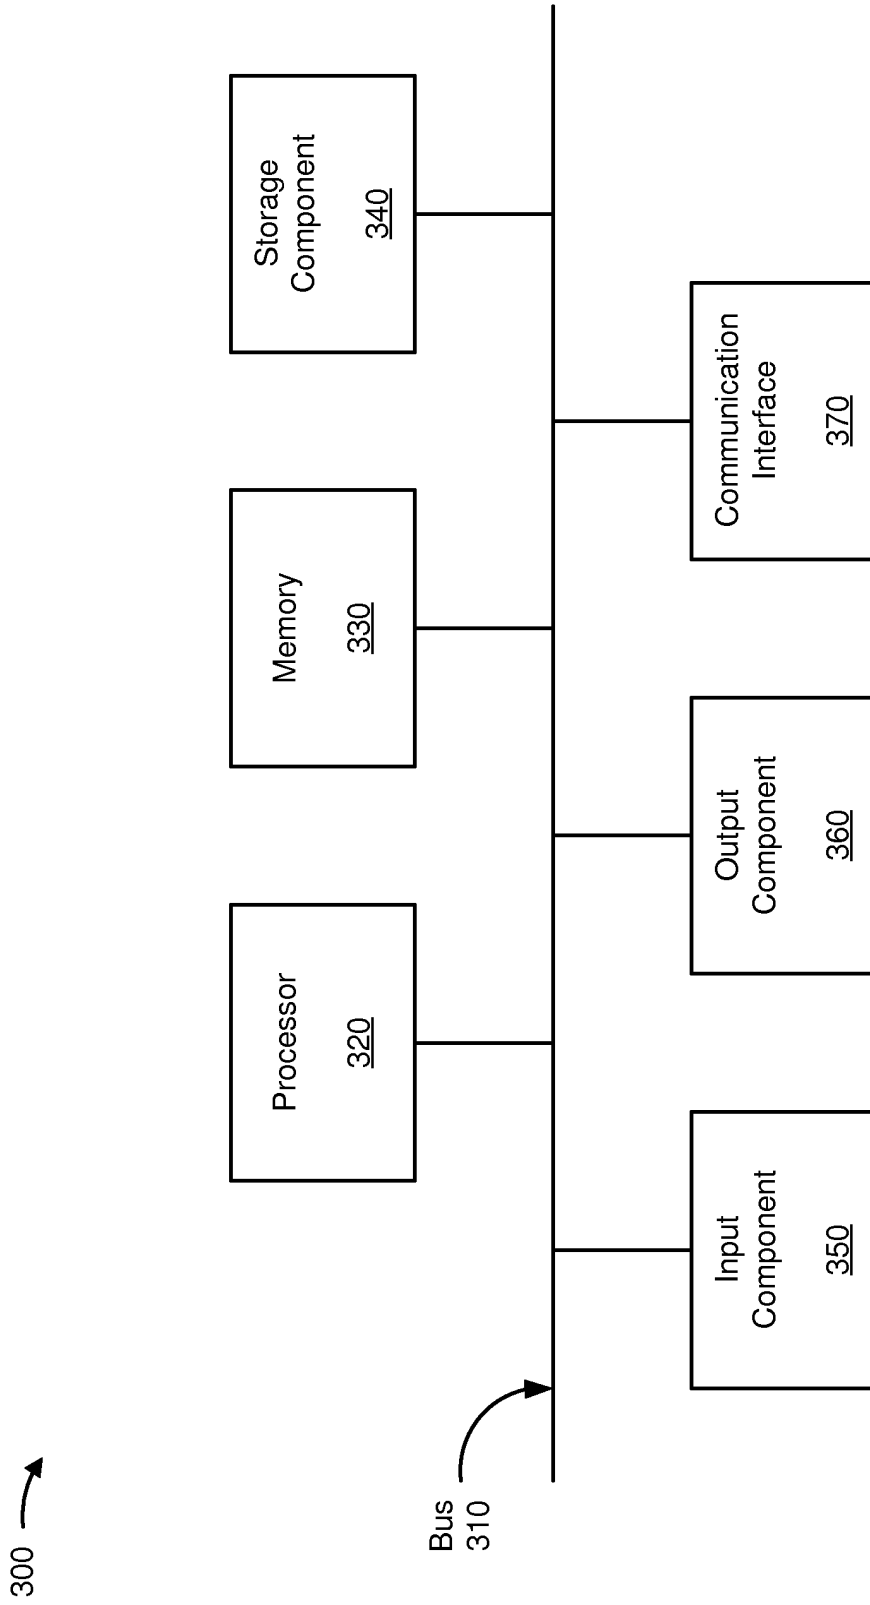 300
Processor
320
Memory
330
Storage
Component
340
Bus
310
Input
Component
350
Output
Component
360
Communication
Interface
370